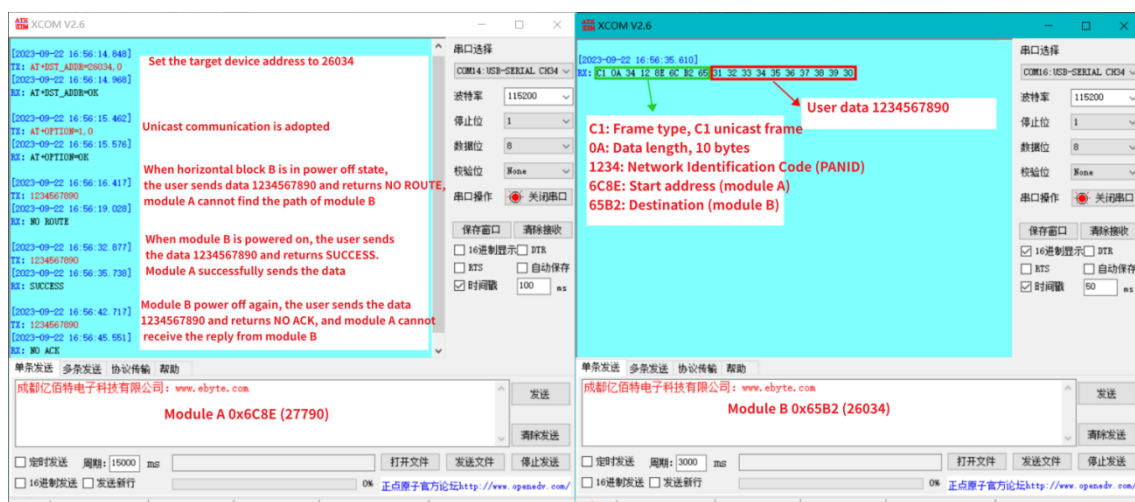 XCOM V2.6
[2023-09-22 16:56:14.848]
TX: AT+DST_ADDR=26034,0
[2023-09-22 16:56:14.968]
RX: AT+DST_ADDR=OK
Set the target device address to 26034
[2023-09-22 16:56:15.462]
TX: AT+OPTION=1,0
[2023-09-22 16:56:15.576]
RX: AT+OPTION=OK
Unicast communication is adopted
[2023-09-22 16:56:16.417]
TX: 1234567890
[2023-09-22 16:56:19.028]
RX: NO ROUTE
When horizontal block B is in power off state,
the user sends data 1234567890 and returns NO ROUTE,
module A cannot find the path of module B
[2023-09-22 16:56:32.877]
TX: 1234567890
[2023-09-22 16:56:35.738]
RX: SUCCESS
When module B is powered on, the user sends
the data 1234567890 and returns SUCCESS.
Module A successfully sends the data
[2023-09-22 16:56:42.717]
TX: 1234567890
[2023-09-22 16:56:45.551]
RX: NO ACK
Module B power off again, the user sends the data
1234567890 and returns NO ACK, and module A cannot
receive the reply from module B
串口选择
COM14:USB-SERIAL CH34
波特率 115200
停止位 1
数据位 8
校验位 None
串口操作 关闭串口
保存窗口 清除接收
16进制显示 DTR
RTS 自动保存
时间戳 100 ms
单条发送 多条发送 协议传输 帮助
成都亿佰特电子科技有限公司: www.ebyte.com
Module A 0x6C8E (27790)
发送
清除发送
定时发送 周期: 15000 ms 打开文件 发送文件 停止发送
16进制发送 发送新行 0% 正点原子官方论坛http://www.openedv.com/
XCOM V2.6
[2023-09-22 16:56:35.610]
RX: C1 0A 34 12 8E 6C B2 65 31 32 33 34 35 36 37 38 39 30
User data 1234567890
C1: Frame type, C1 unicast frame
0A: Data length, 10 bytes
1234: Network Identification Code (PANID)
6C8E: Start address (module A)
65B2: Destination (module B)
串口选择
COM16:USB-SERIAL CH34
波特率 115200
停止位 1
数据位 8
校验位 None
串口操作 关闭串口
保存窗口 清除接收
16进制显示 DTR
RTS 自动保存
时间戳 50 ms
单条发送 多条发送 协议传输 帮助
成都亿佰特电子科技有限公司: www.ebyte.com
Module B 0x65B2 (26034)
发送
清除发送
定时发送 周期: 3000 ms 打开文件 发送文件 停止发送
16进制发送 发送新行 0% 正点原子官方论坛http://www.openedv.com/